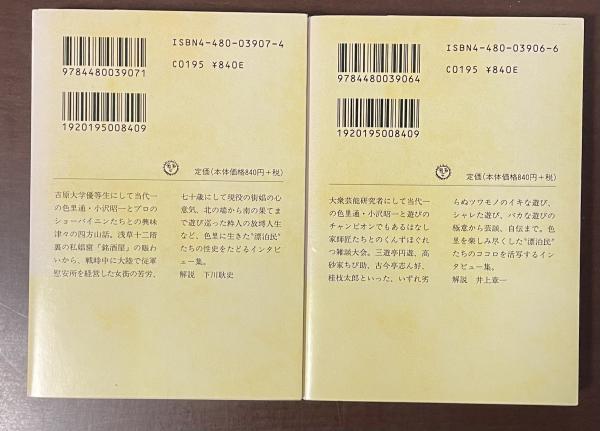 ISBN4-480-03907-4
C0195 ¥840E
9784480039071
1920195008409
定価(本体価格840円+税)
吉原大学優等生にして当代一
の色里通・小沢昭一とプロの
ショーバイニンたちとの興味
津々の四方山話。浅草十二階
裏の私娼窟「銘酒屋」の賑わ
いから、戦時中に大陸で従軍
慰安所を経営した女衒の苦労、
七十歳にして現役の街娼の心
意気、北の端から南の果てま
で遊び巡った粋人の放蕩人生
など、色里に生きた"漂泊民"
たちの性史をたどるインタビ
ュー集。
解説 下川耿史
ISBN4-480-03906-6
C0195 ¥840E
9784480039064
1920195008409
定価(本体価格840円+税)
大衆芸能研究者にして当代一
の色里通・小沢昭一と遊びの
チャンピオンでもあるはなし
家師匠たちとのくんずほぐれ
つ雑談大会。三遊亭円遊、高
砂家ちび助、古今亭志ん好、
桂枝太郎といった、いずれ劣
らぬツワモノのイキな遊び、
シャレた遊び、バカな遊びの
極意から芸談、自伝まで。色
里を楽しみ尽くした"漂泊民"
たちのココロを活写するイン
タビュー集。
解説 井上章一